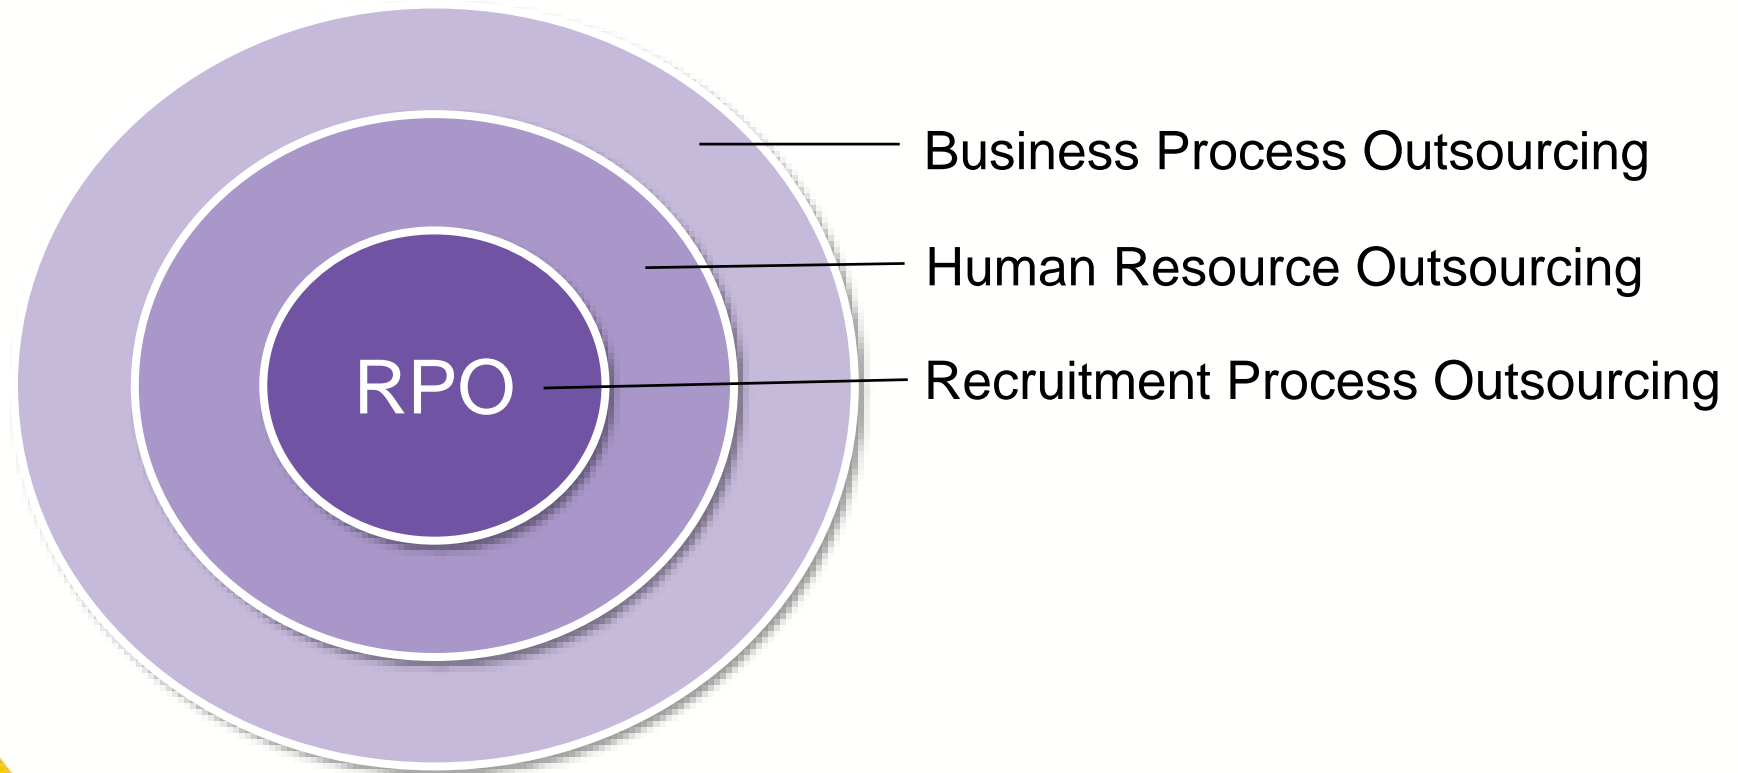 Business Process Outsourcing
Human Resource Outsourcing
RPO
Recruitment Process Outsourcing